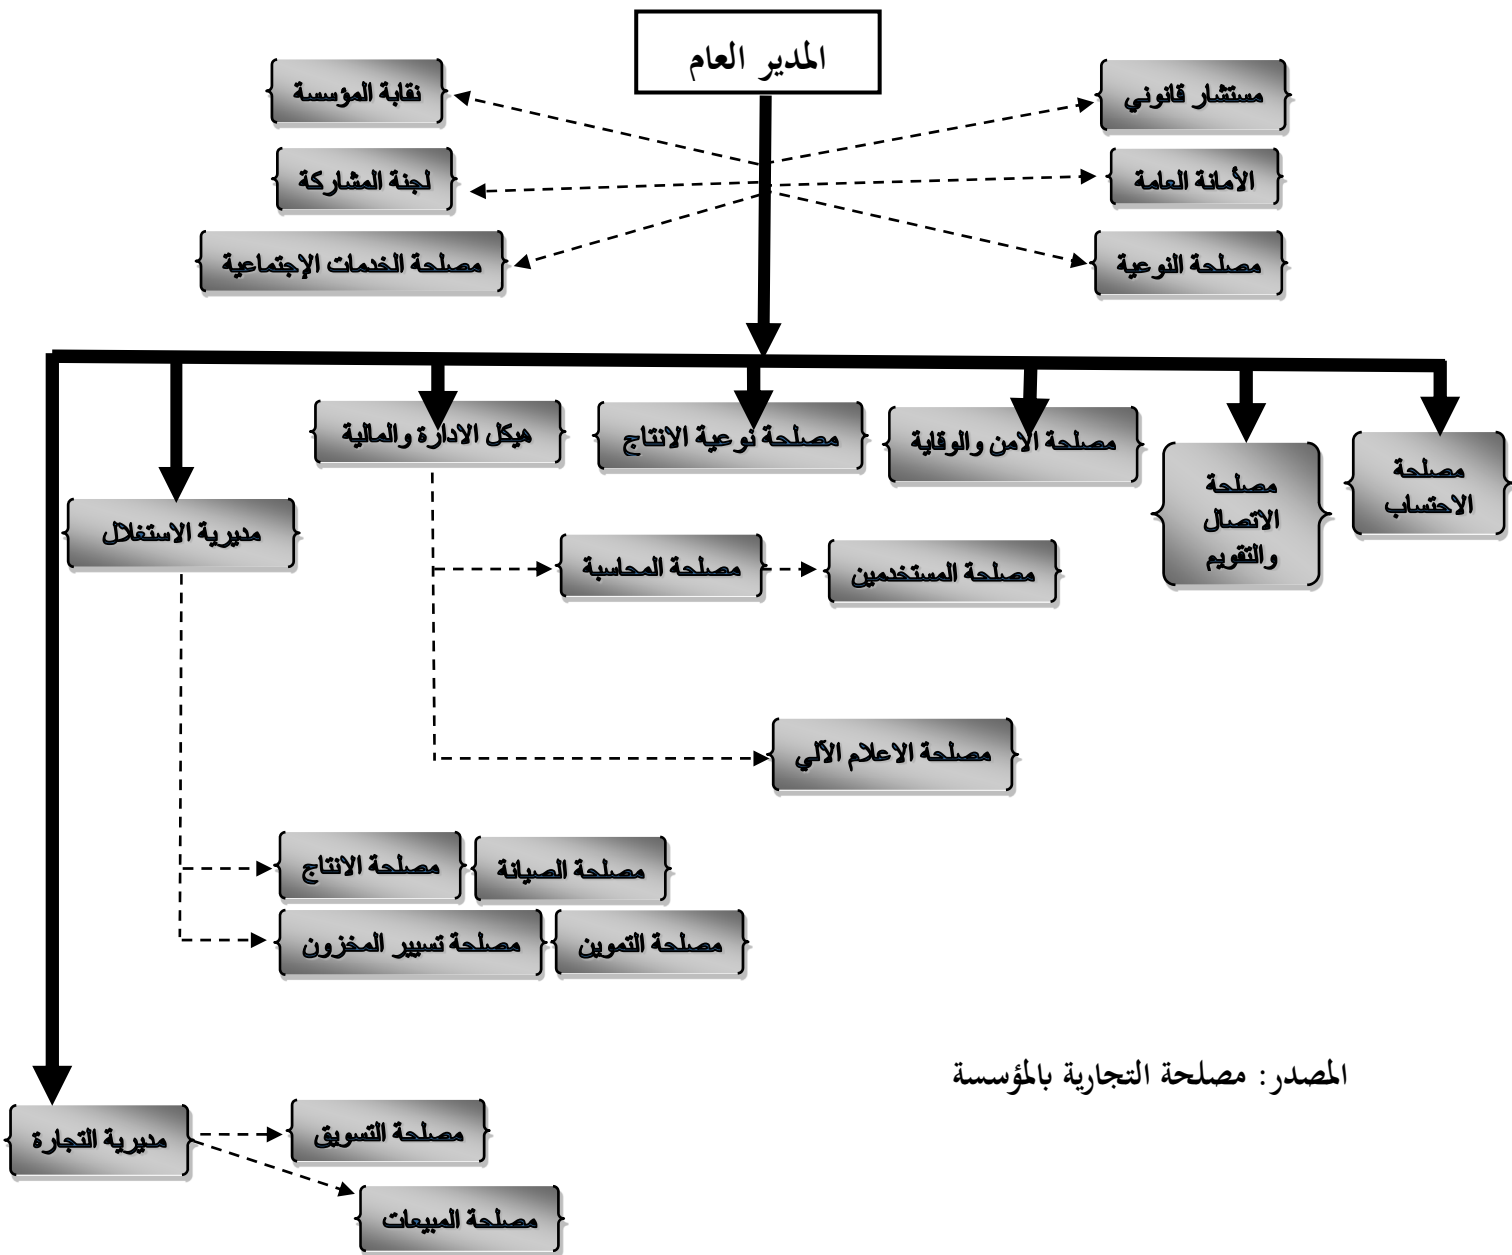 المدير العام
مستشار قانوني
نقابة المؤسسة
الأمانة العامة
لجنة المشاركة
مصلحة النوعية
مصلحة الخدمات الإجتماعية
مصلحة
الاحتساب
مصلحة
الاتصال
والتقويم
مصلحة الامن والوقاية
مصلحة نوعية الانتاج
هيكل الادارة والمالية
مديرية الاستغلال
مصلحة المحاسبة
مصلحة المستخدمين
مصلحة الاعلام الآلي
مصلحة الانتاج
مصلحة الصيانة
مصلحة تسيير المخزون
مصلحة التموين
المصدر: مصلحة التجارية بالمؤسسة
مديرية التجارة
مصلحة التسويق
مصلحة المبيعات